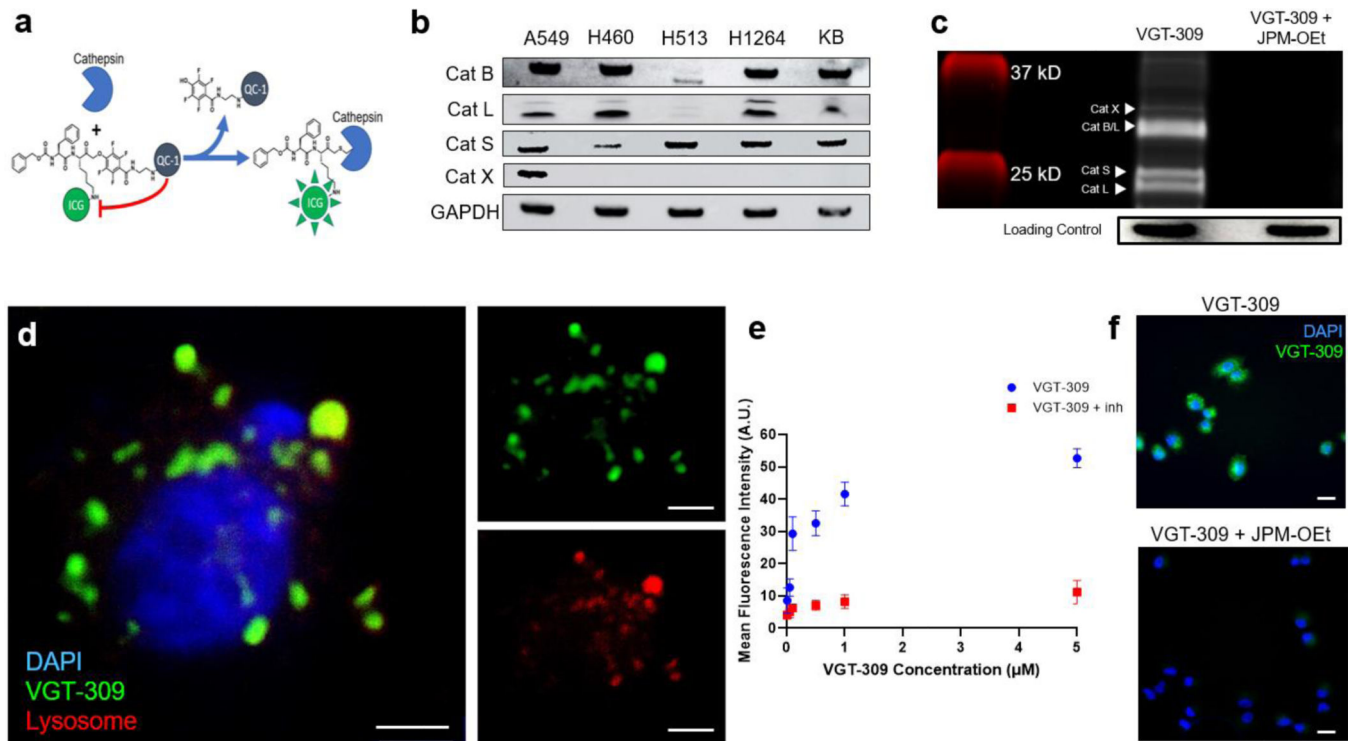 a
Cathepsin
+
QC-1
QC-1
Cathepsin
ICG
ICG
b
A549 H460 H513 H1264 KB
Cat B
Cat L
Cat S
Cat X
GAPDH
c
VGT-309
VGT-309 +
JPM-OEt
37 kD
Cat X
Cat B/L
25 kD
Cat S
Cat L
Loading Control
d
DAPI
VGT-309
Lysosome
e
VGT-309
VGT-309 + inh
Mean Fluorescence Intensity (A.U.)
60
50
40
30
20
10
0
0 1 2 3 4 5
VGT-309 Concentration (µM)
f
VGT-309
DAPI
VGT-309
VGT-309 + JPM-OEt